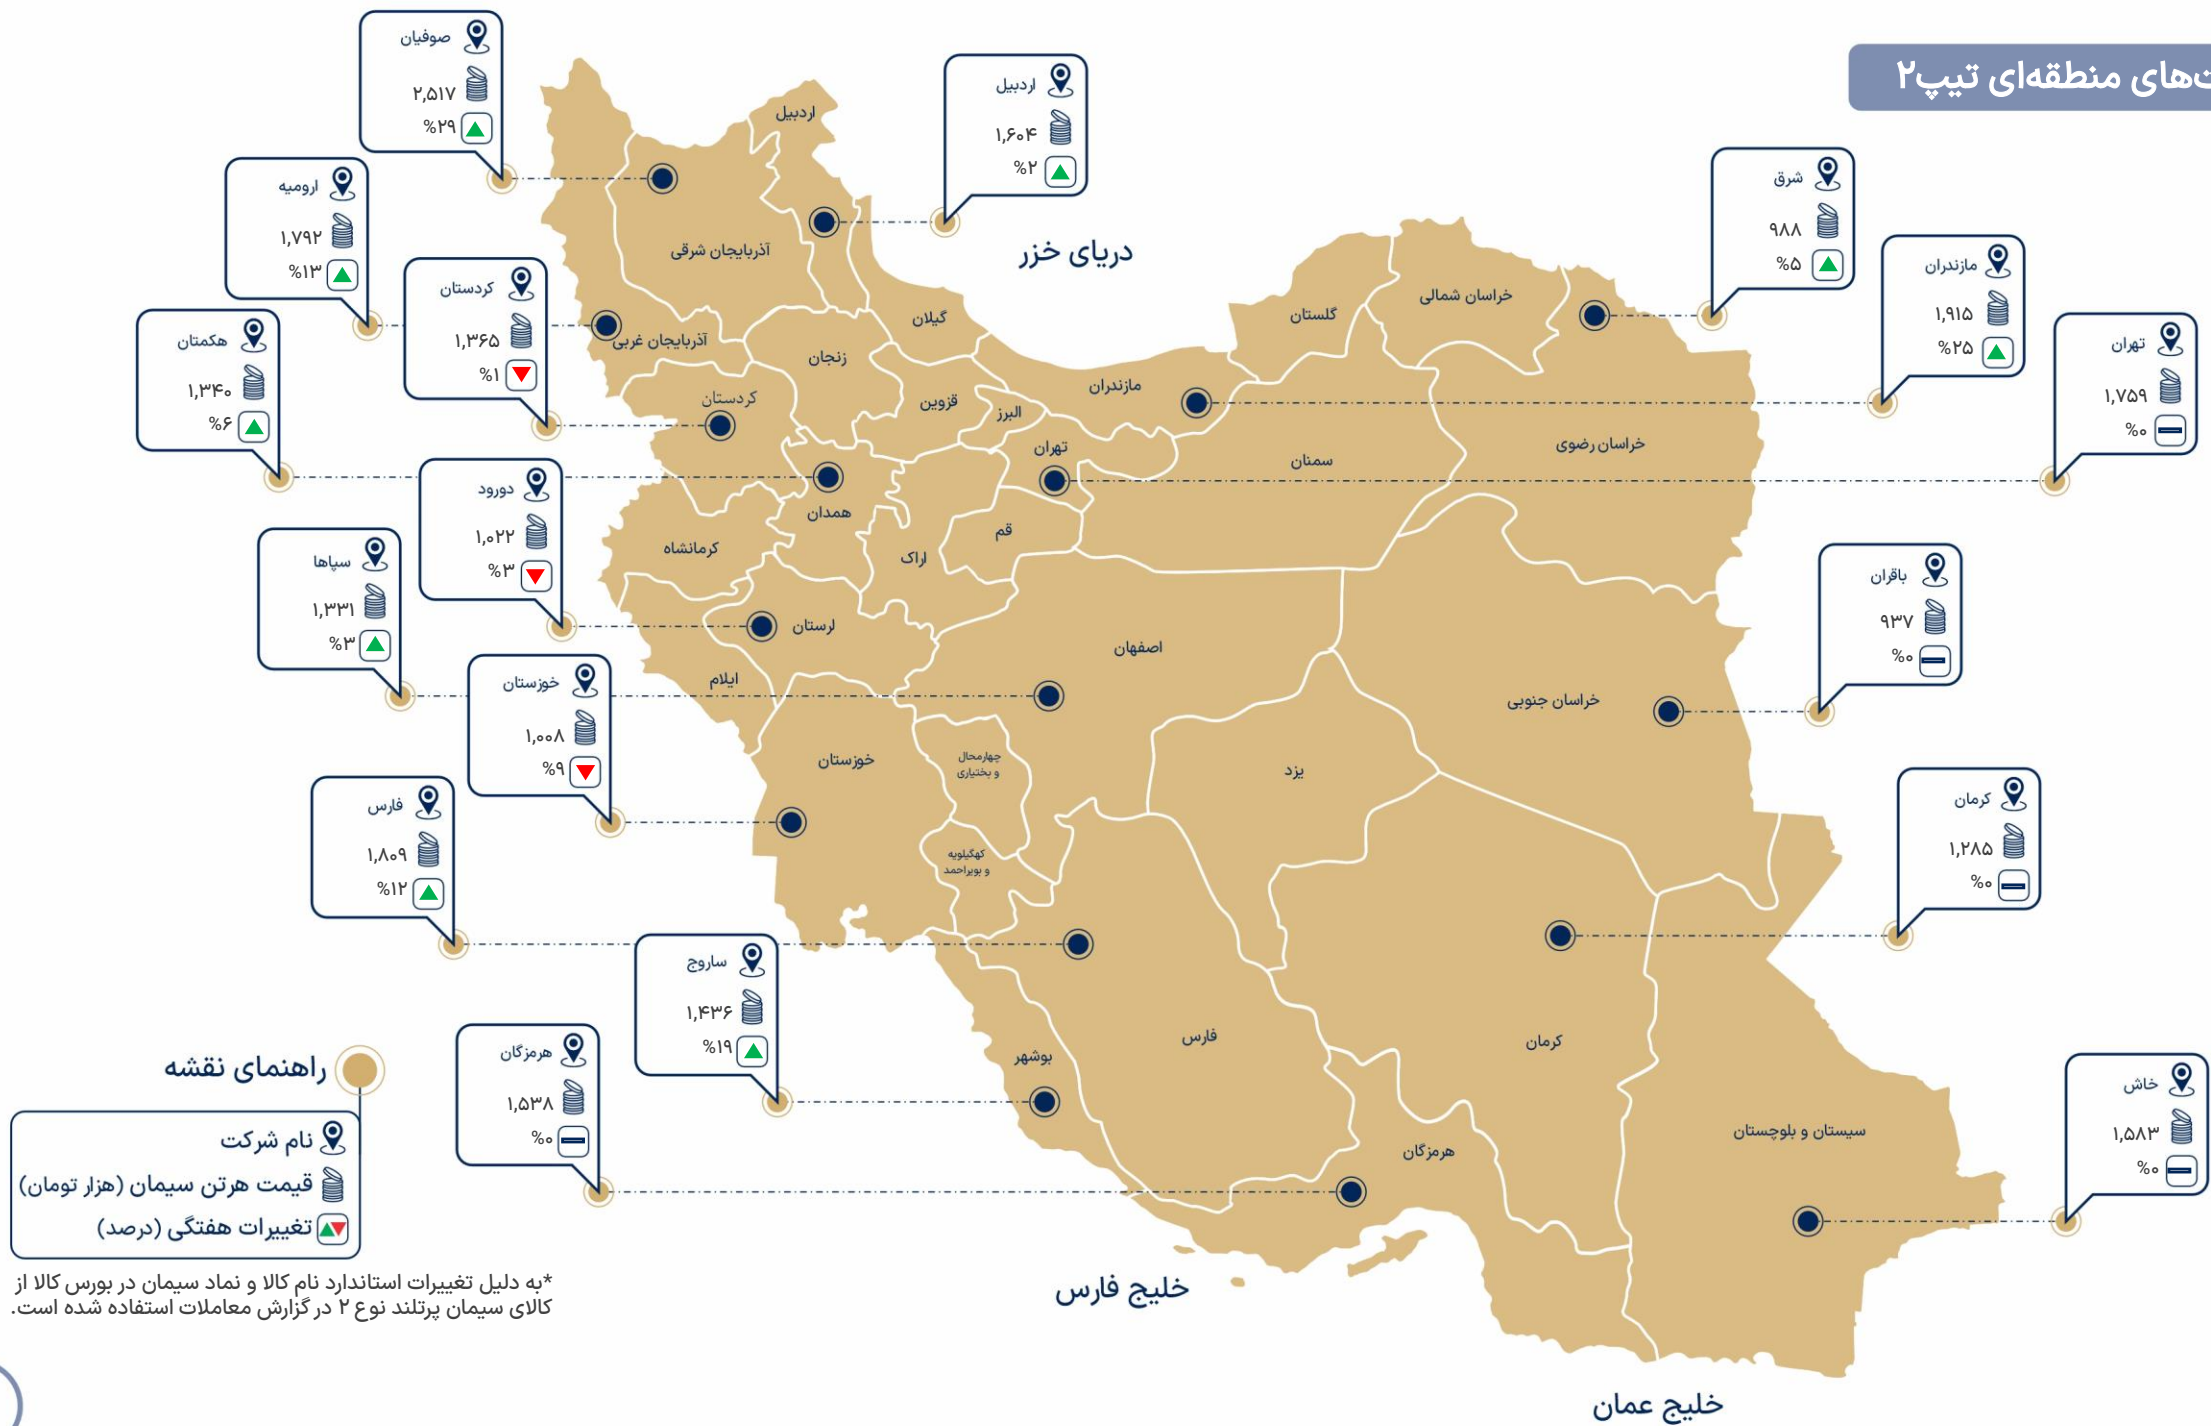 ت‌های منطقه‌ای تیپ۲
صوفیان
۲,۵۱۷
%۲۹
اردبیل
۱,۶۰۴
%۲
ارومیه
۱,۷۹۲
%۱۳
کردستان
۱,۳۶۵
%۱
هکمتان
۱,۳۴۰
%۶
دورود
۱,۰۲۲
%۳
سپاها
۱,۳۳۱
%۳
خوزستان
۱,۰۰۸
%۹
فارس
۱,۸۰۹
%۱۲
ساروج
۱,۴۳۶
%۱۹
هرمزگان
۱,۵۳۸
%۰
شرق
۹۸۸
%۵
مازندران
۱,۹۱۵
%۲۵
تهران
۱,۷۵۹
%۰
باقران
۹۳۷
%۰
کرمان
۱,۲۸۵
%۰
خاش
۱,۵۸۳
%۰
دریای خزر
اردبیل
آذربایجان شرقی
آذربایجان غربی
گیلان
زنجان
کردستان
قزوین
البرز
مازندران
گلستان
خراسان شمالی
خراسان رضوی
سمنان
تهران
قم
همدان
اراک
کرمانشاه
لرستان
ایلام
اصفهان
خوزستان
چهارمحال
و بختیاری
کهگیلویه
و بویراحمد
یزد
خراسان جنوبی
فارس
بوشهر
کرمان
هرمزگان
سیستان و بلوچستان
خلیج فارس
خلیج عمان
راهنمای نقشه
نام شرکت
قیمت هرتن سیمان (هزار تومان)
تغییرات هفتگی (درصد)
*به دلیل تغییرات استاندارد نام کالا و نماد سیمان در بورس کالا از
کالای سیمان پرتلند نوع ۲ در گزارش معاملات استفاده شده است.